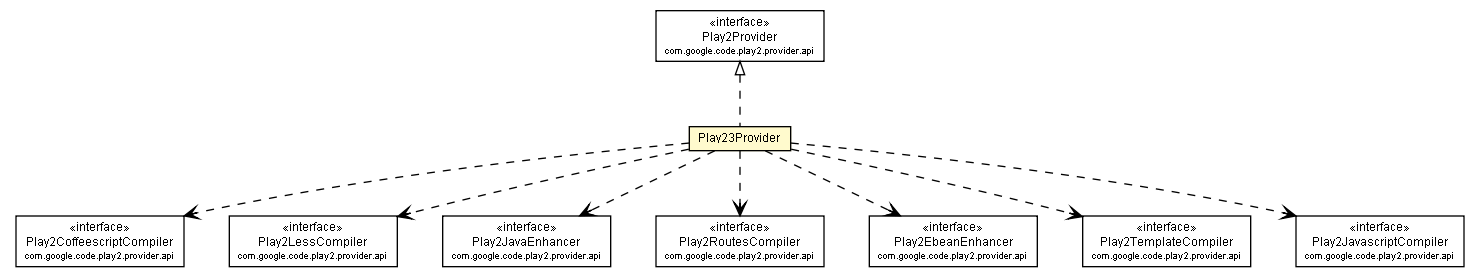 «interface»
Play2Provider
com.google.code.play2.provider.api
Play23Provider
«interface»
Play2CoffeescriptCompiler
com.google.code.play2.provider.api
«interface»
Play2LessCompiler
com.google.code.play2.provider.api
«interface»
Play2JavaEnhancer
com.google.code.play2.provider.api
«interface»
Play2RoutesCompiler
com.google.code.play2.provider.api
«interface»
Play2EbeanEnhancer
com.google.code.play2.provider.api
«interface»
Play2TemplateCompiler
com.google.code.play2.provider.api
«interface»
Play2JavascriptCompiler
com.google.code.play2.provider.api